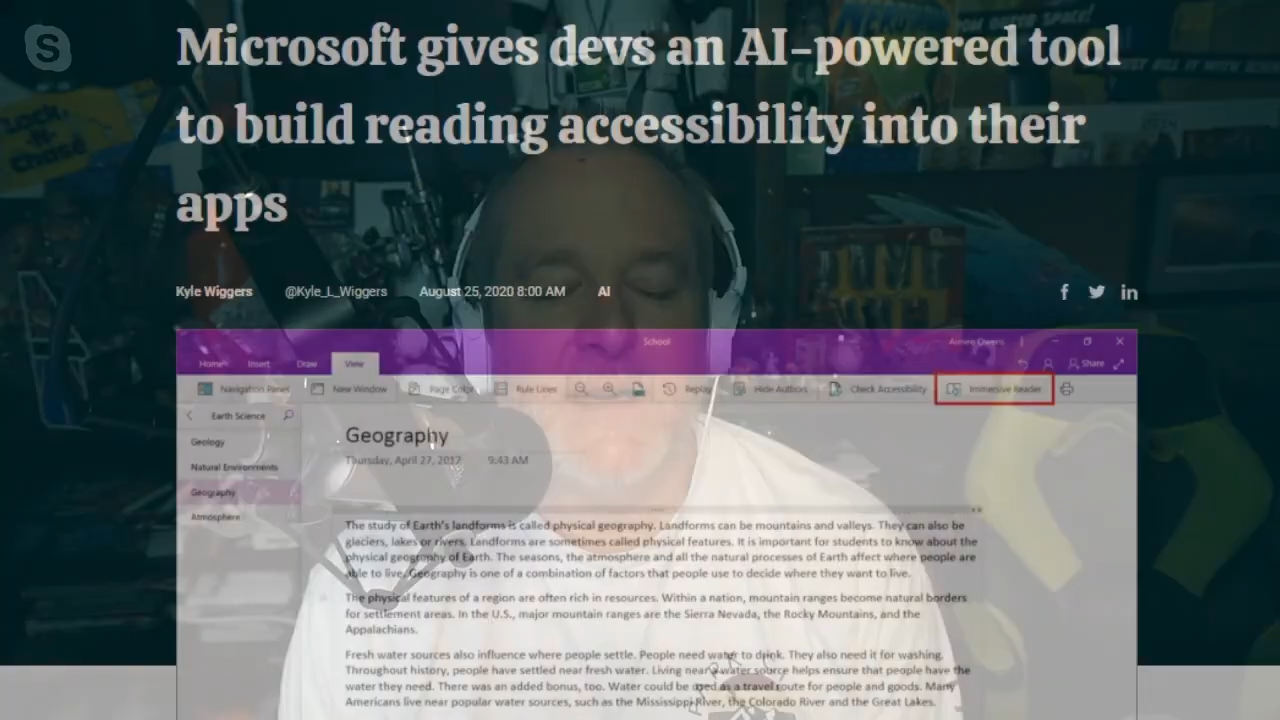 Microsoft gives devs an AI-powered tool
to build reading accessibility into their
apps
Kyle Wiggers @Kyle_L_Wiggers August 25, 2020 8:00 AM AI
School Aimee Owens
Home Insert Draw View Share
Navigation Panel New Window Page Color Rule Lines Replay Hide Authors Check Accessibility Immersive Reader
Earth Science
Geology
Natural Environments
Geography
Atmosphere
Geography
Thursday, April 27, 2017 9:43 AM
The study of Earth's landforms is called physical geography. Landforms can be mountains and valleys. They can also be
glaciers, lakes or rivers. Landforms are sometimes called physical features. It is important for students to know about the
physical geography of Earth. The seasons, the atmosphere and all the natural processes of Earth affect where people are
able to live. Geography is one of a combination of factors that people use to decide where they want to live.
The physical features of a region are often rich in resources. Within a nation, mountain ranges become natural borders
for settlement areas. In the U.S., major mountain ranges are the Sierra Nevada, the Rocky Mountains, and the
Appalachians.
Fresh water sources also influence where people settle. People need water to drink. They also need it for washing.
Throughout history, people have settled near fresh water. Living near a water source helps ensure that people have the
water they need. There was an added bonus, too. Water could be used as a travel route for people and goods. Many
Americans live near popular water sources, such as the Mississippi River, the Colorado River and the Great Lakes.